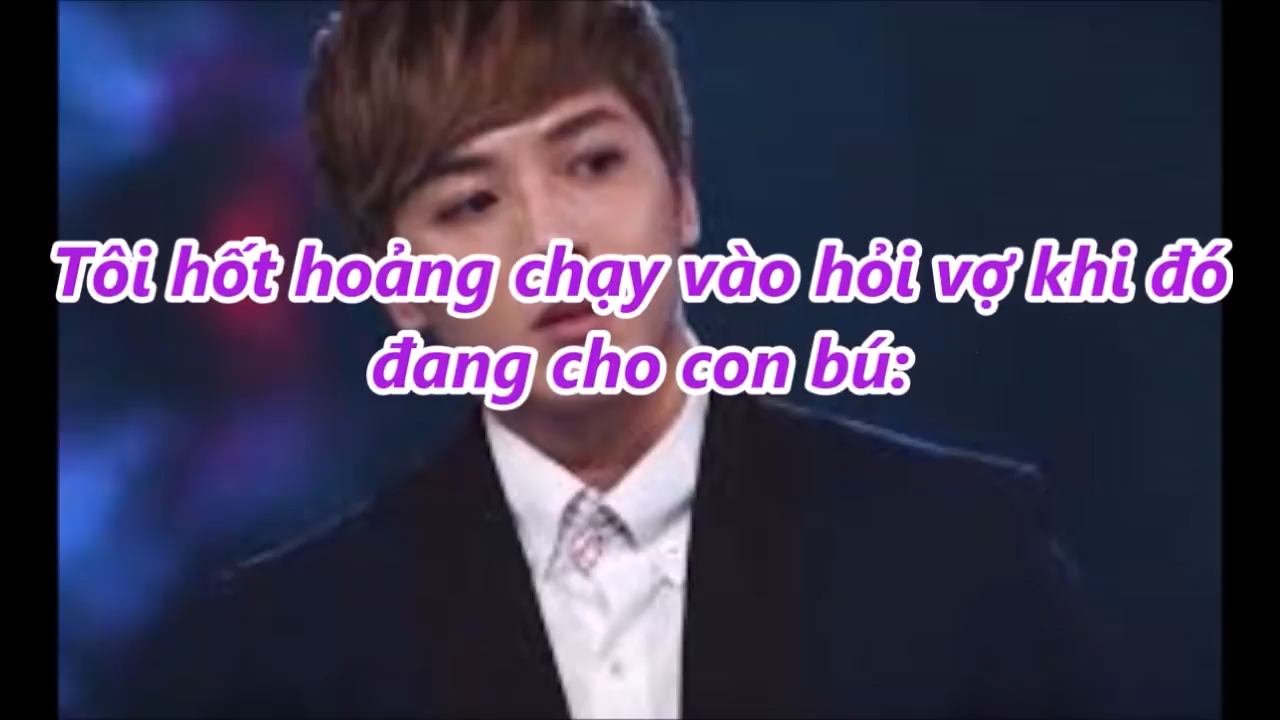 Tôi hốt hoảng chạy vào hỏi vợ khi đó
đang cho con bú: